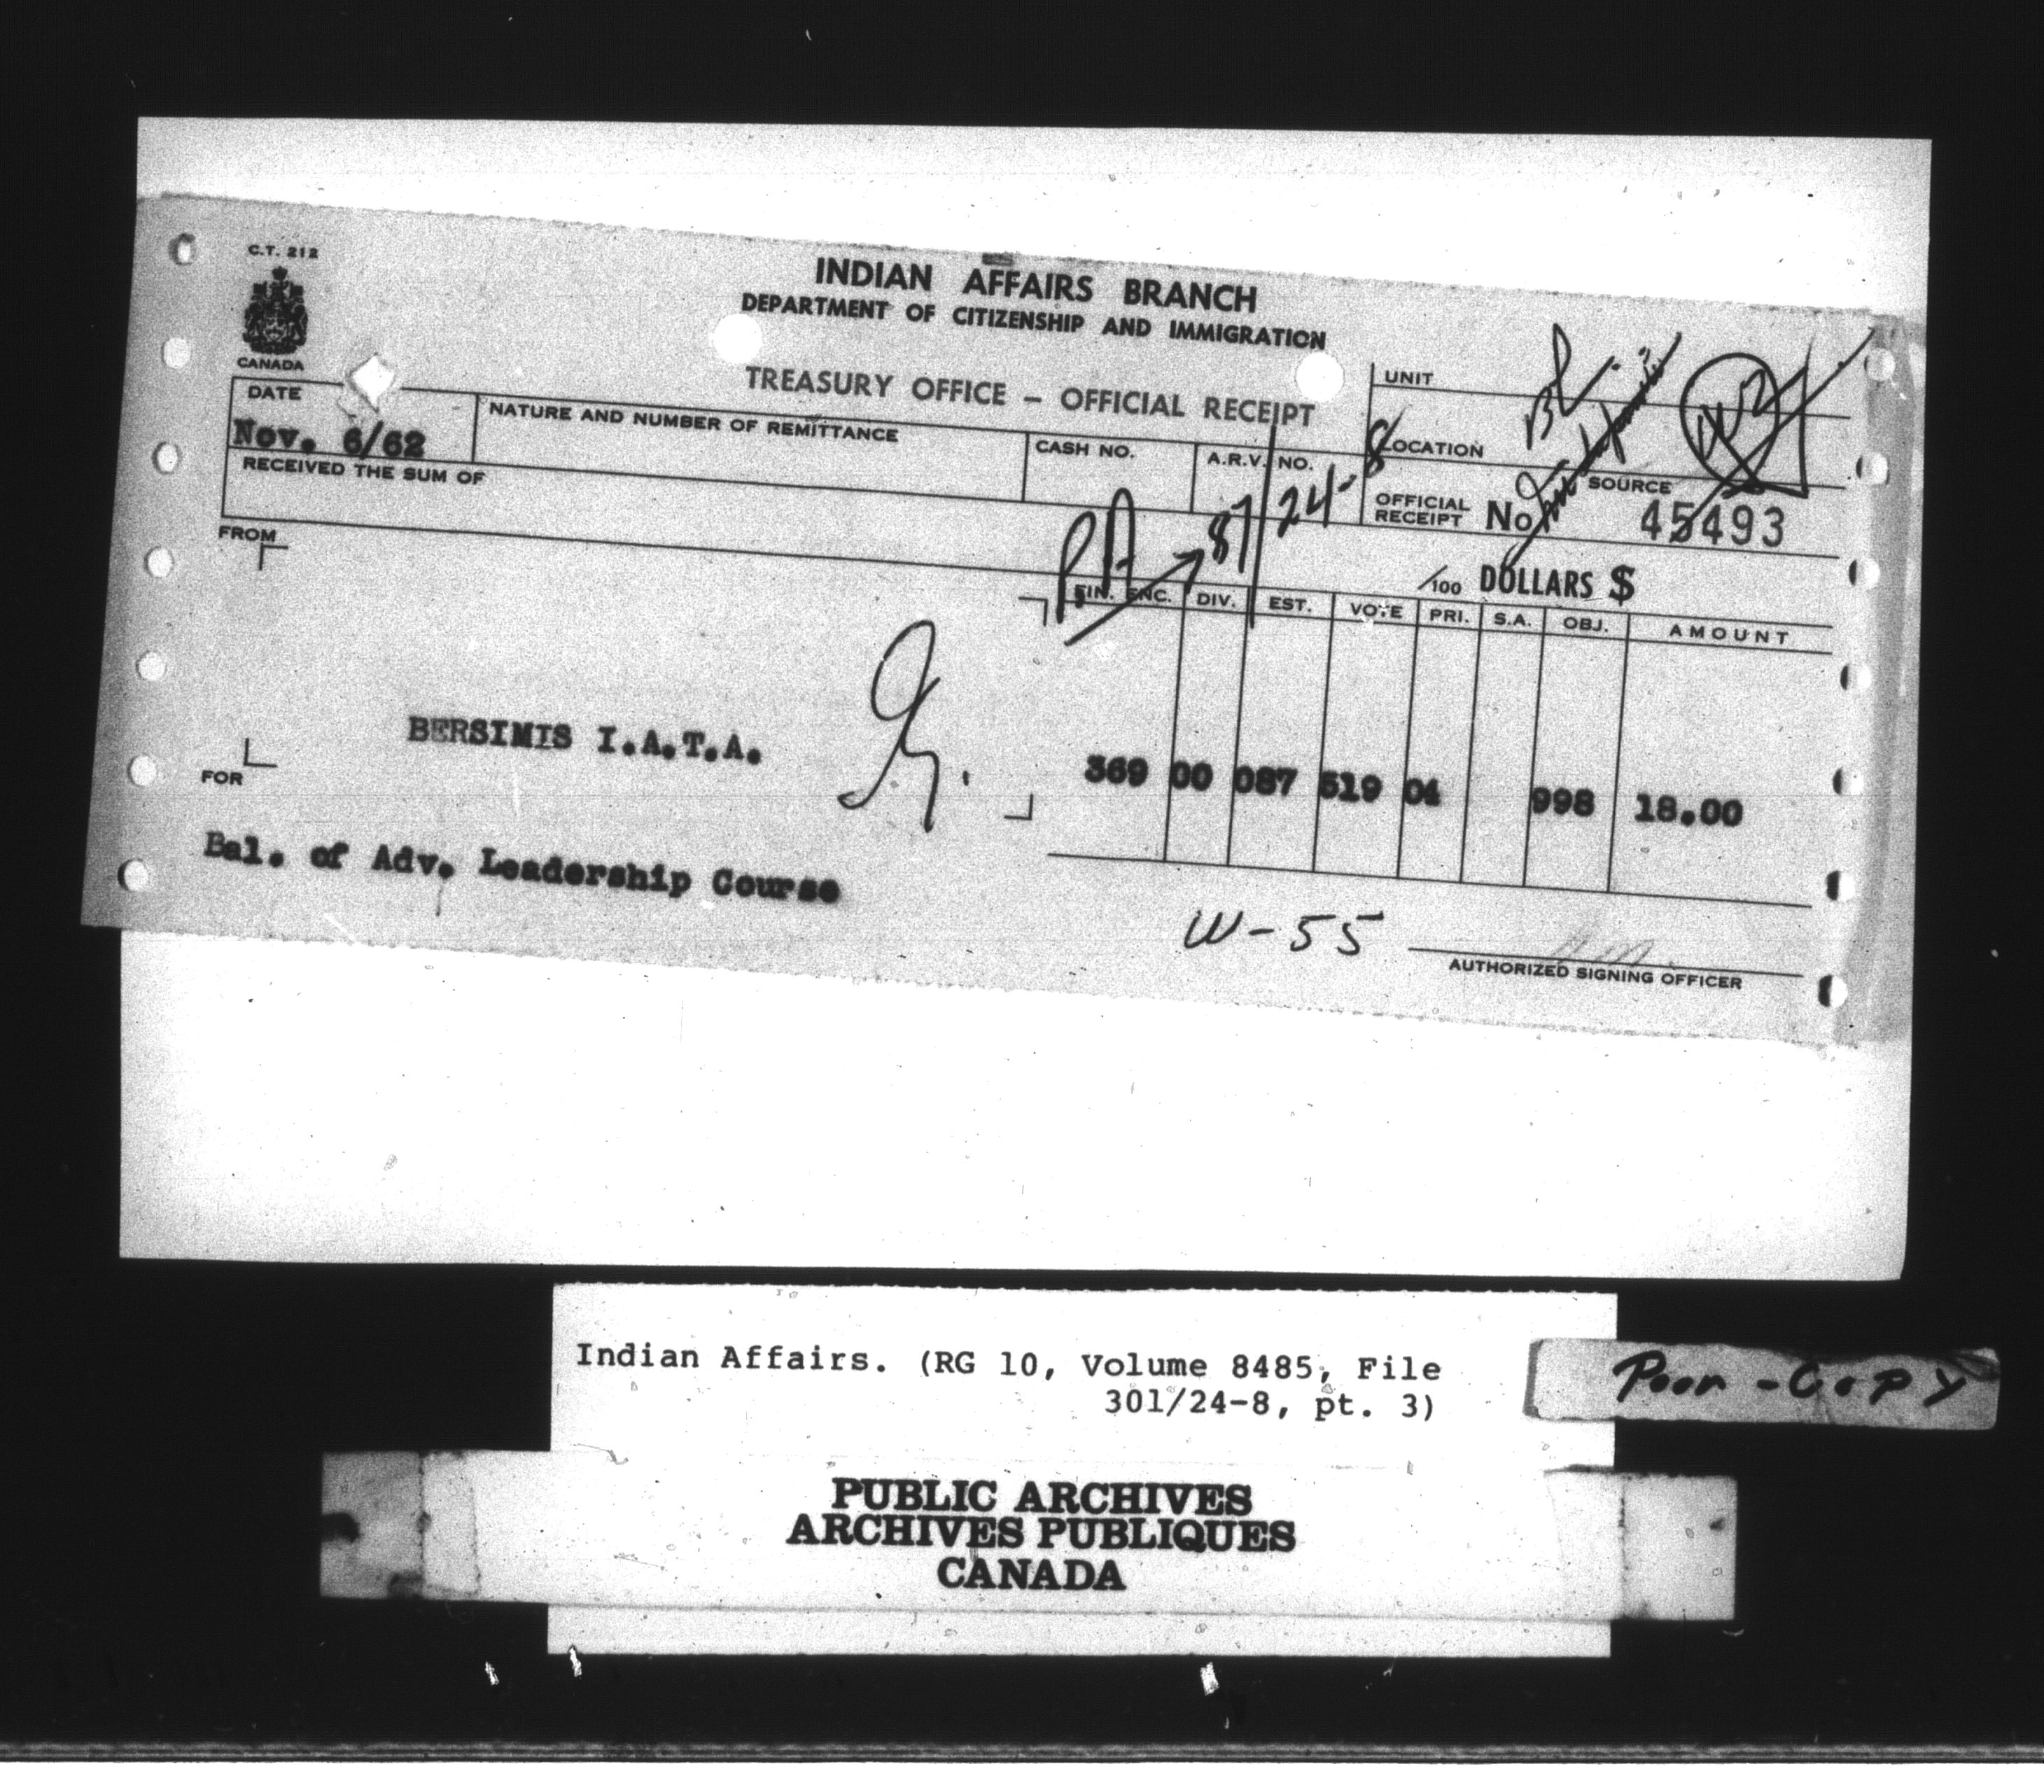 C.T. 212
CANADA
INDIAN AFFAIRS BRANCH
DEPARTMENT OF CITIZENSHIP AND IMMIGRATION
TREASURY OFFICE – OFFICIAL RECEIPT
UNIT
LOCATION
SOURCE
OFFICIAL RECEIPT No 45493
DATE
Nov. 6/62
NATURE AND NUMBER OF REMITTANCE
CASH NO.
A.R.V. NO.
RECEIVED THE SUM OF
PA
87/24-8
/100 DOLLARS $
FROM
FIN. ENC. DIV. EST. VOTE PRI. S.A. OBJ. AMOUNT
BERSIMIS I.A.T.A.
369 00 087 519 04 998 18.00
FOR
Bal. of Adv. Leadership Course
W-55
AUTHORIZED SIGNING OFFICER
Indian Affairs. (RG 10, Volume 8485, File
301/24-8, pt. 3)
Poor-Copy
PUBLIC ARCHIVES
ARCHIVES PUBLIQUES
CANADA